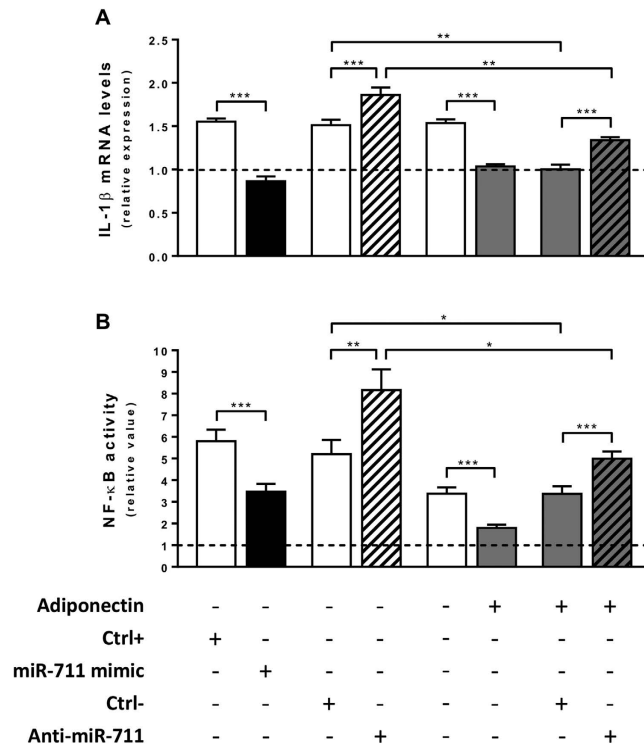 A
**
2.5
***
**
2.0
***
***
***
1.5
1.0
0.5
0.0
IL-1β mRNA levels
(relative expression)
B
*
10
**
*
9
8
***
7
6
***
5
***
4
3
2
1
0
NF-κB activity
(relative value)
Adiponectin - - - - - + + +
Ctrl+ + - - - - - - -
miR-711 mimic - + - - - - - -
Ctrl- - - + - - - + -
Anti-miR-711 - - - + - - - +